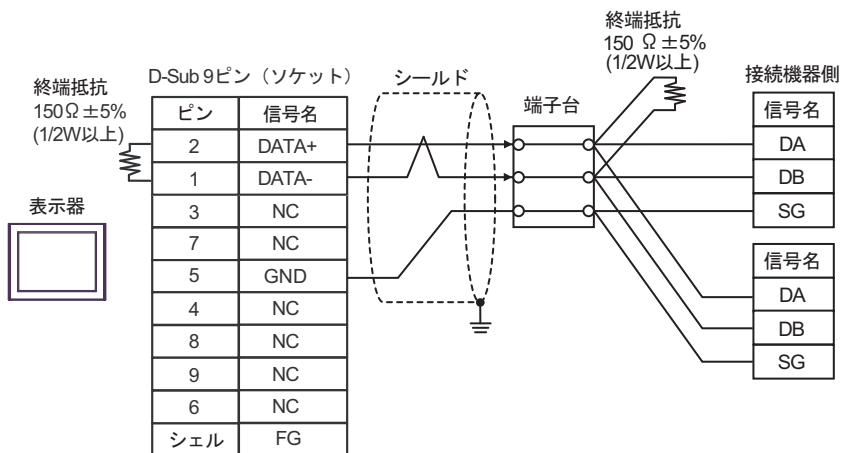 終端抵抗
150 Ω ±5%
(1/2W以上)
D-Sub 9ピン（ソケット）
シールド
接続機器側
終端抵抗
150Ω±5%
(1/2W以上)
端子台
ピン 信号名
2 DATA+
1 DATA-
3 NC
7 NC
5 GND
4 NC
8 NC
9 NC
6 NC
シェル FG
表示器
信号名
DA
DB
SG
信号名
DA
DB
SG